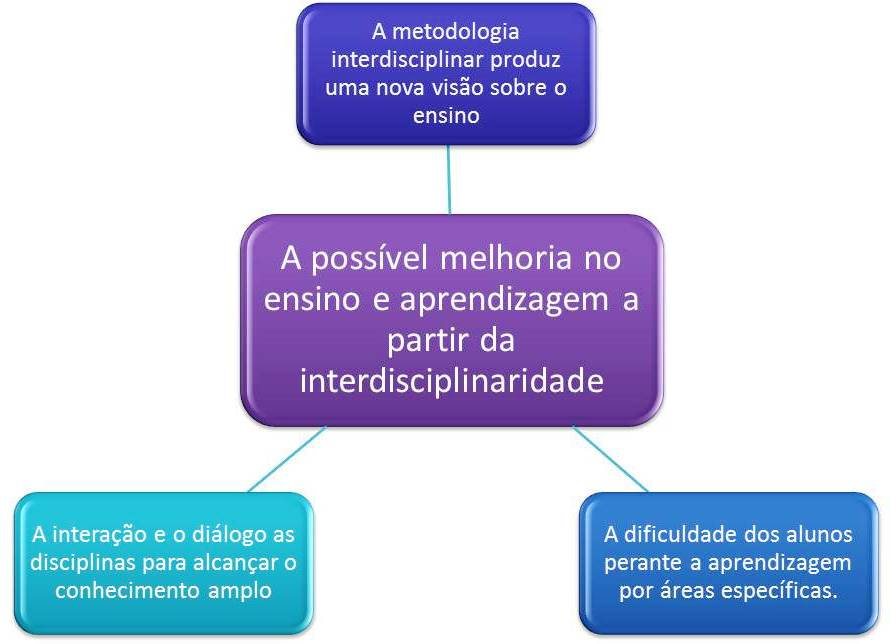 A metodologia
interdisciplinar produz
uma nova visão sobre o
ensino
A possível melhoria no
ensino e aprendizagem a
partir da
interdisciplinaridade
A interação e o diálogo as
disciplinas para alcançar o
conhecimento amplo
A dificuldade dos alunos
perante a aprendizagem
por áreas específicas.